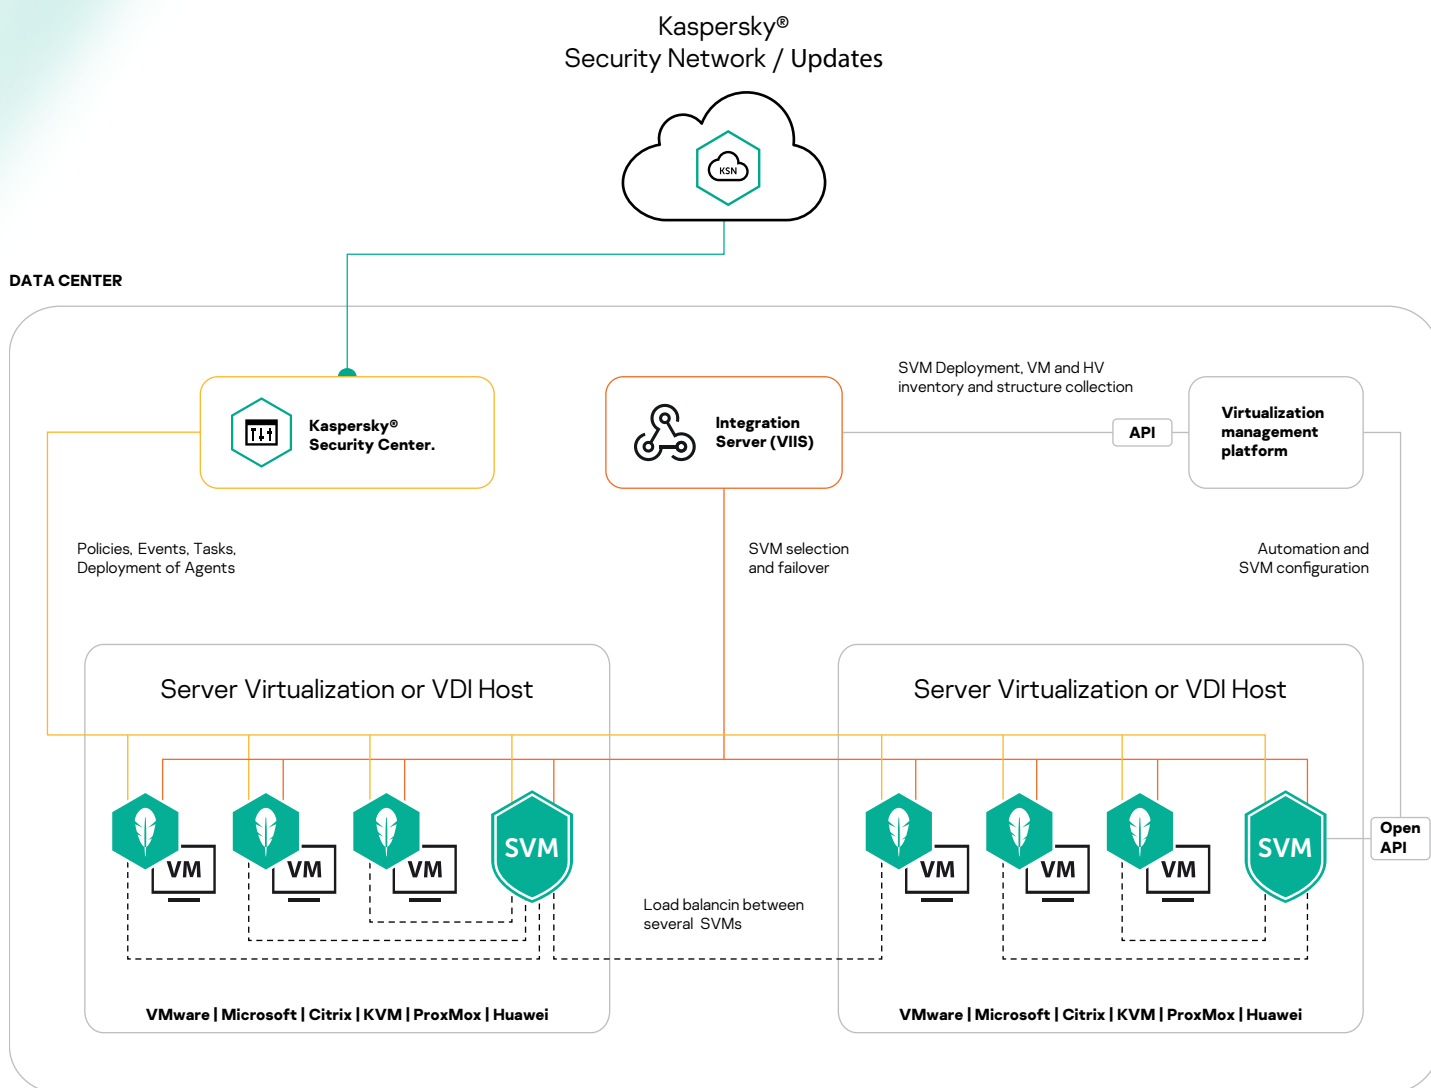 Kaspersky®
Security Network / Updates
KSN
DATA CENTER
Kaspersky®
Security Center.
Integration
Server (VIIS)
SVM Deployment, VM and HV
inventory and structure collection
API
Virtualization
management
platform
Policies, Events, Tasks,
Deployment of Agents
SVM selection
and failover
Automation and
SVM configuration
Server Virtualization or VDI Host
VM
VM
VM
SVM
VMware | Microsoft | Citrix | KVM | ProxMox | Huawei
Load balancin between
several SVMs
Server Virtualization or VDI Host
VM
VM
VM
SVM
Open
API
VMware | Microsoft | Citrix | KVM | ProxMox | Huawei